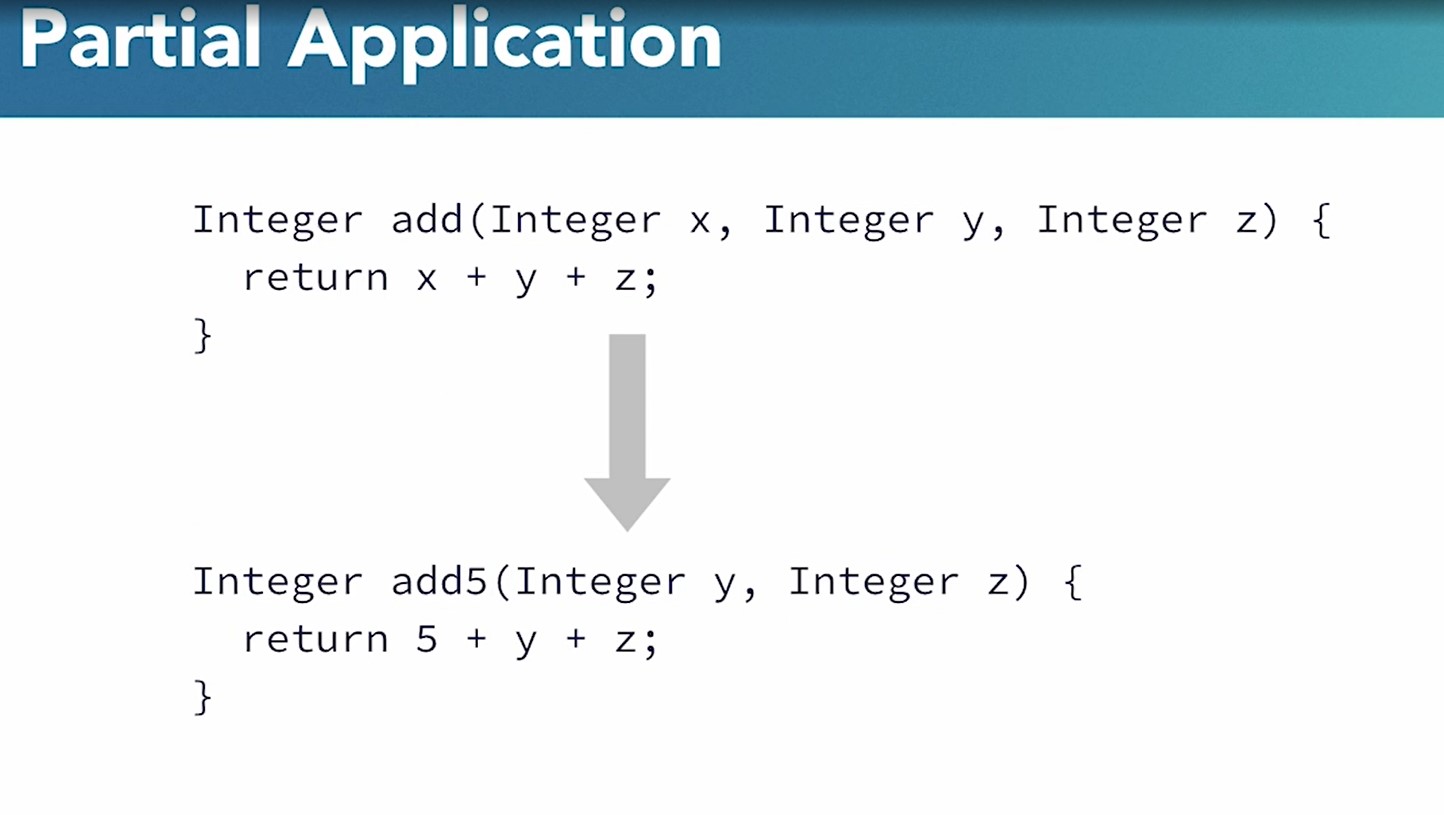 Partial Application
Integer add(Integer x, Integer y, Integer z) {
return x + y + z;
}
Integer add5(Integer y, Integer z) {
return 5 + y + z;
}